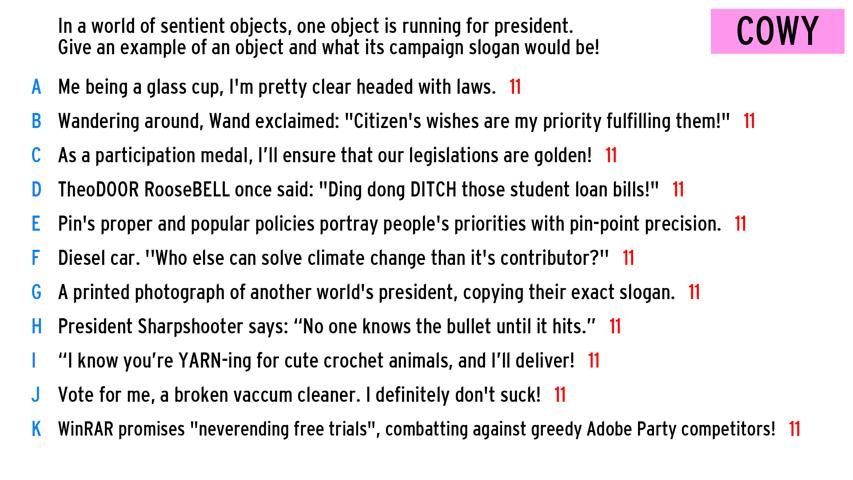 In a world of sentient objects, one object is running for president.
Give an example of an object and what its campaign slogan would be!
COWY
A Me being a glass cup, I'm pretty clear headed with laws. 11
B Wandering around, Wand exclaimed: "Citizen's wishes are my priority fulfilling them!" 11
C As a participation medal, I’ll ensure that our legislations are golden! 11
D TheoDOOR RooseBELL once said: "Ding dong DITCH those student loan bills!" 11
E Pin's proper and popular policies portray people's priorities with pin-point precision. 11
F Diesel car. ''Who else can solve climate change than it's contributor?'' 11
G A printed photograph of another world's president, copying their exact slogan. 11
H President Sharpshooter says: “No one knows the bullet until it hits.” 11
I “I know you’re YARN-ing for cute crochet animals, and I’ll deliver! 11
J Vote for me, a broken vaccum cleaner. I definitely don't suck! 11
K WinRAR promises "neverending free trials", combatting against greedy Adobe Party competitors! 11